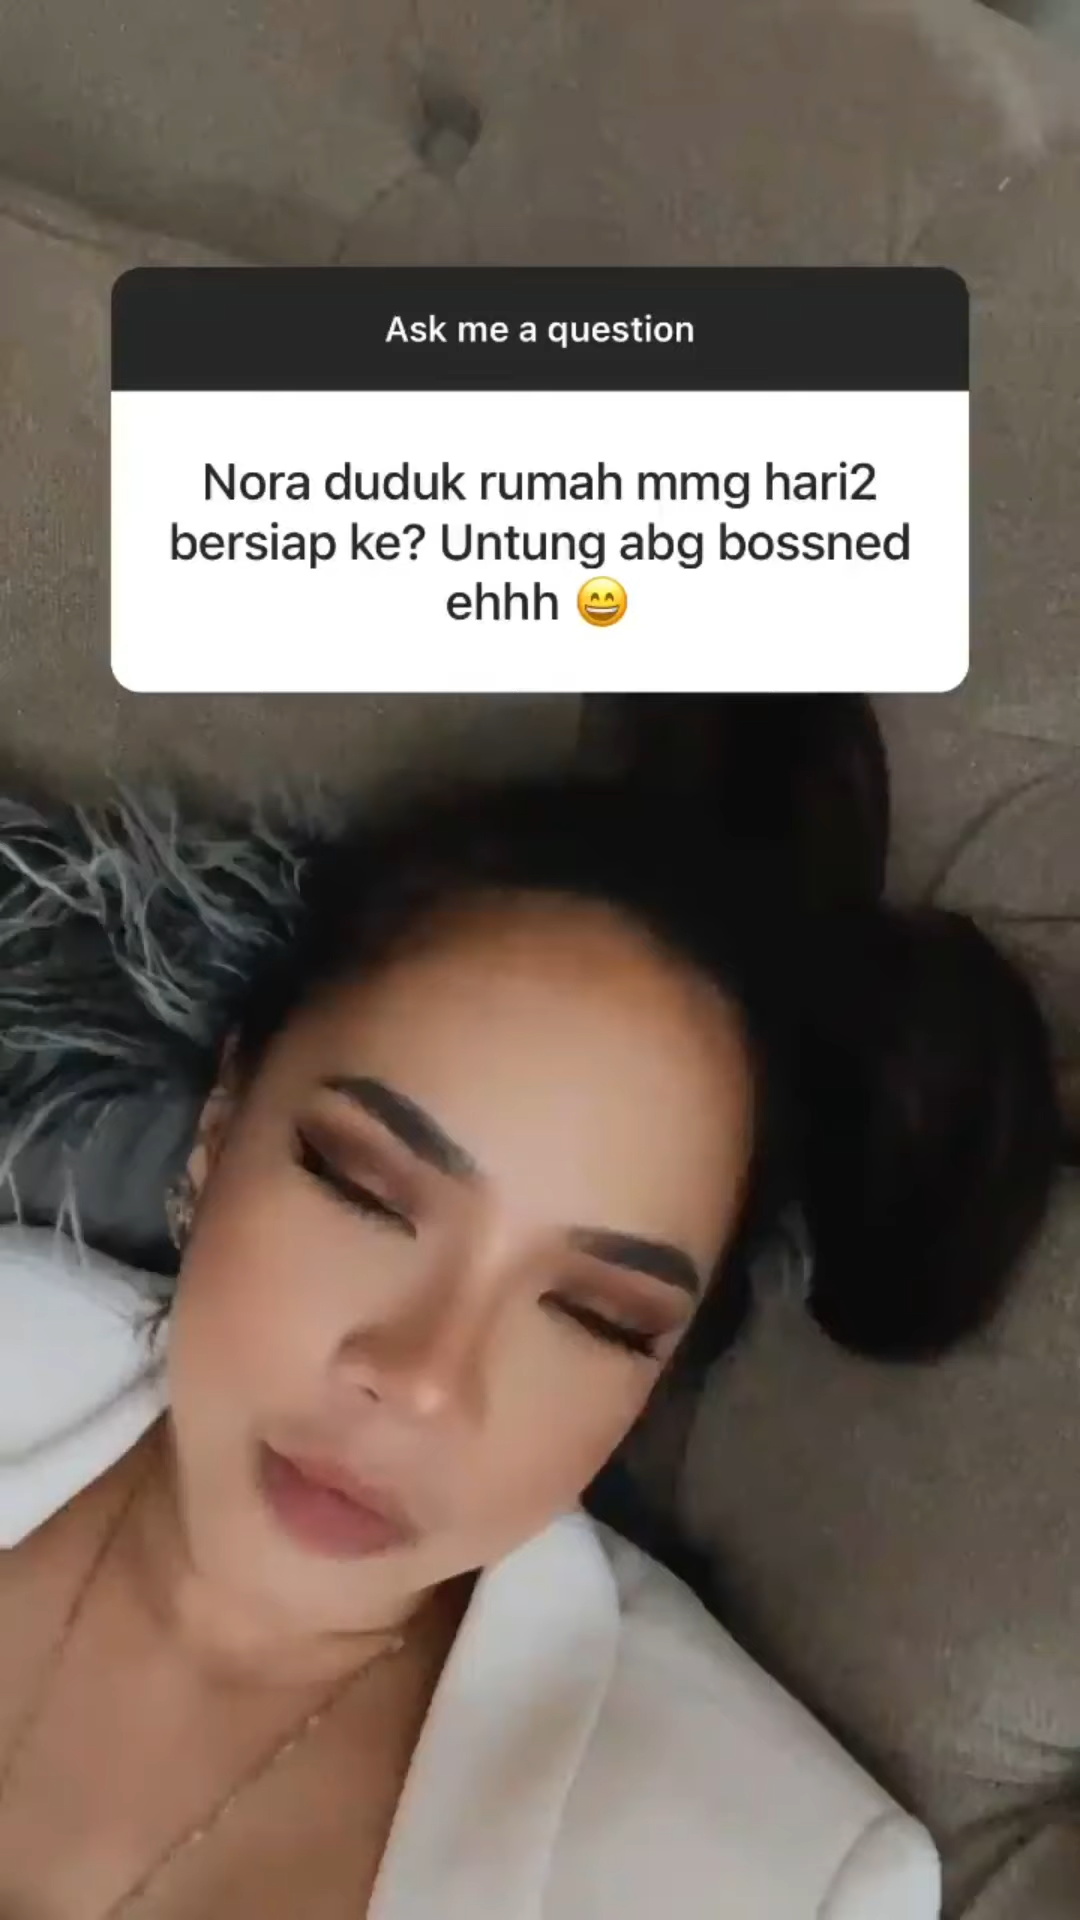 Ask me a question
Nora duduk rumah mmg hari2
bersiap ke? Untung abg bossned
ehhh 😄